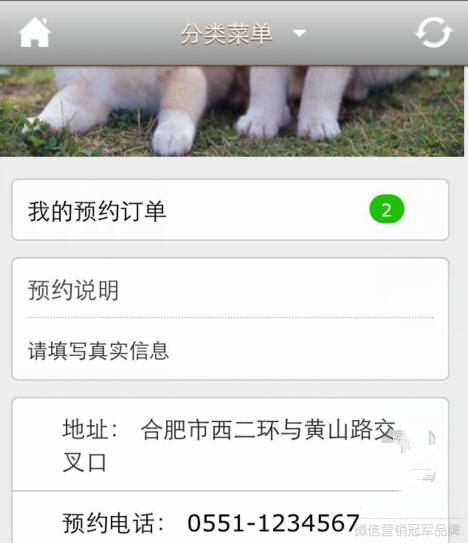 分类菜单
我的预约订单 2
预约说明
请填写真实信息
地址： 合肥市西二环与黄山路交
叉口
预约电话： 0551-1234567
微信营销冠军品牌